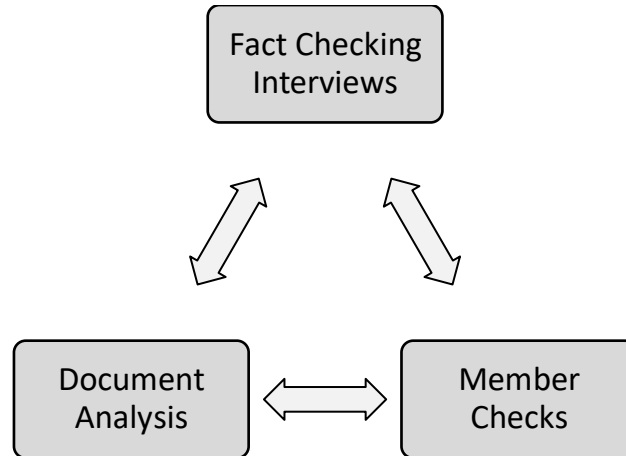 Fact Checking
Interviews
Document
Analysis
Member
Checks